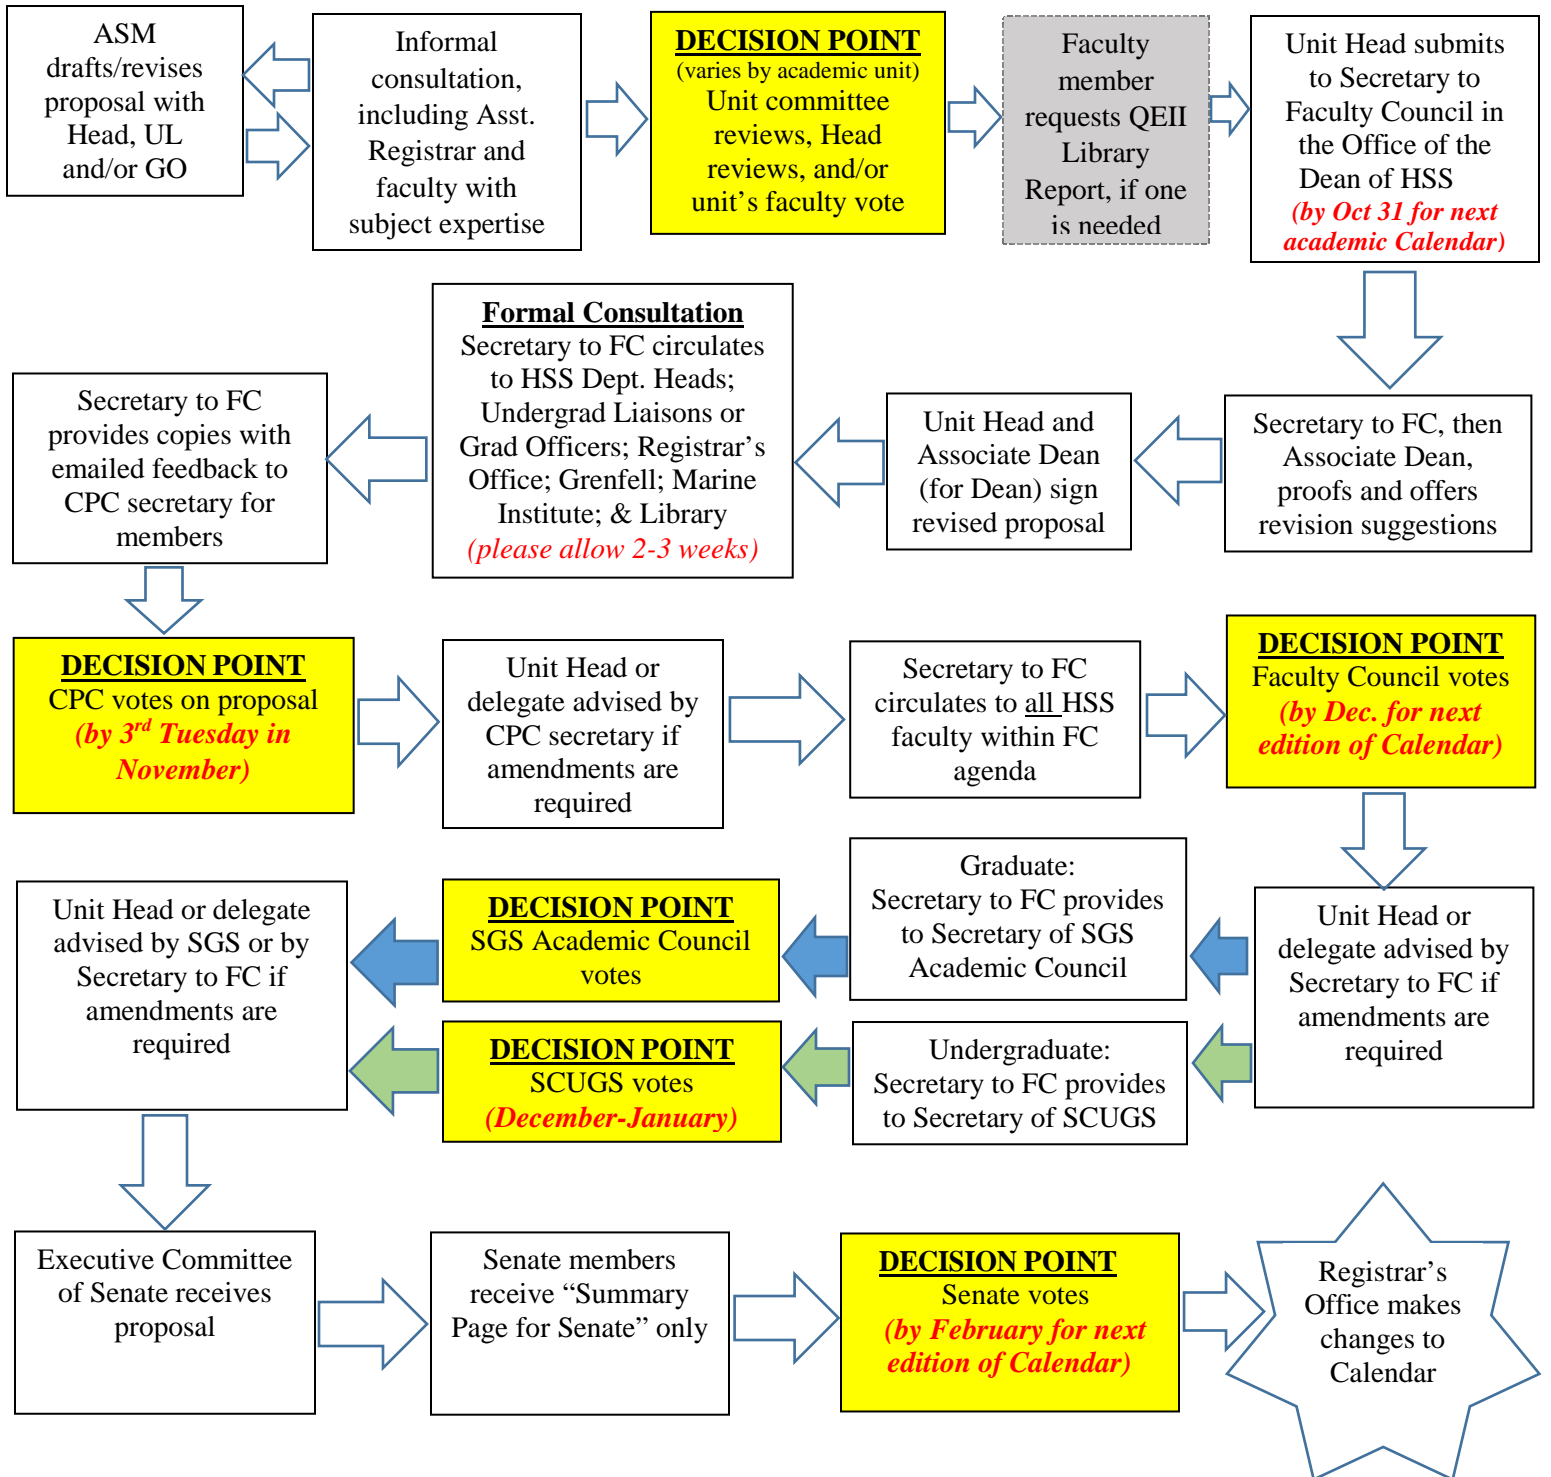 ASM
drafts/revises
proposal with
Head, UL
and/or GO
Informal
consultation,
including Asst.
Registrar and
faculty with
subject expertise
DECISION POINT
(varies by academic unit)
Unit committee
reviews, Head
reviews, and/or
unit's faculty vote
Faculty
member
requests QEII
Library
Report, if one
is needed
Unit Head submits
to Secretary to
Faculty Council in
the Office of the
Dean of HSS
(by Oct 31 for next
academic Calendar)
Secretary to FC, then
Associate Dean,
proofs and offers
revision suggestions
Unit Head and
Associate Dean
(for Dean) sign
revised proposal
Formal Consultation
Secretary to FC circulates
to HSS Dept. Heads;
Undergrad Liaisons or
Grad Officers; Registrar's
Office; Grenfell; Marine
Institute; & Library
(please allow 2-3 weeks)
Secretary to FC
provides copies with
emailed feedback to
CPC secretary for
members
DECISION POINT
CPC votes on proposal
(by 3rd Tuesday in
November)
Unit Head or
delegate advised by
CPC secretary if
amendments are
required
Secretary to FC
circulates to all HSS
faculty within FC
agenda
DECISION POINT
Faculty Council votes
(by Dec. for next
edition of Calendar)
Unit Head or
delegate advised by
Secretary to FC if
amendments are
required
Graduate:
Secretary to FC provides
to Secretary of SGS
Academic Council
DECISION POINT
SGS Academic Council
votes
Undergraduate:
Secretary to FC provides
to Secretary of SCUGS
DECISION POINT
SCUGS votes
(December-January)
Unit Head or delegate
advised by SGS or by
Secretary to FC if
amendments are
required
Executive Committee
of Senate receives
proposal
Senate members
receive “Summary
Page for Senate” only
DECISION POINT
Senate votes
(by February for next
edition of Calendar)
Registrar's
Office makes
changes to
Calendar